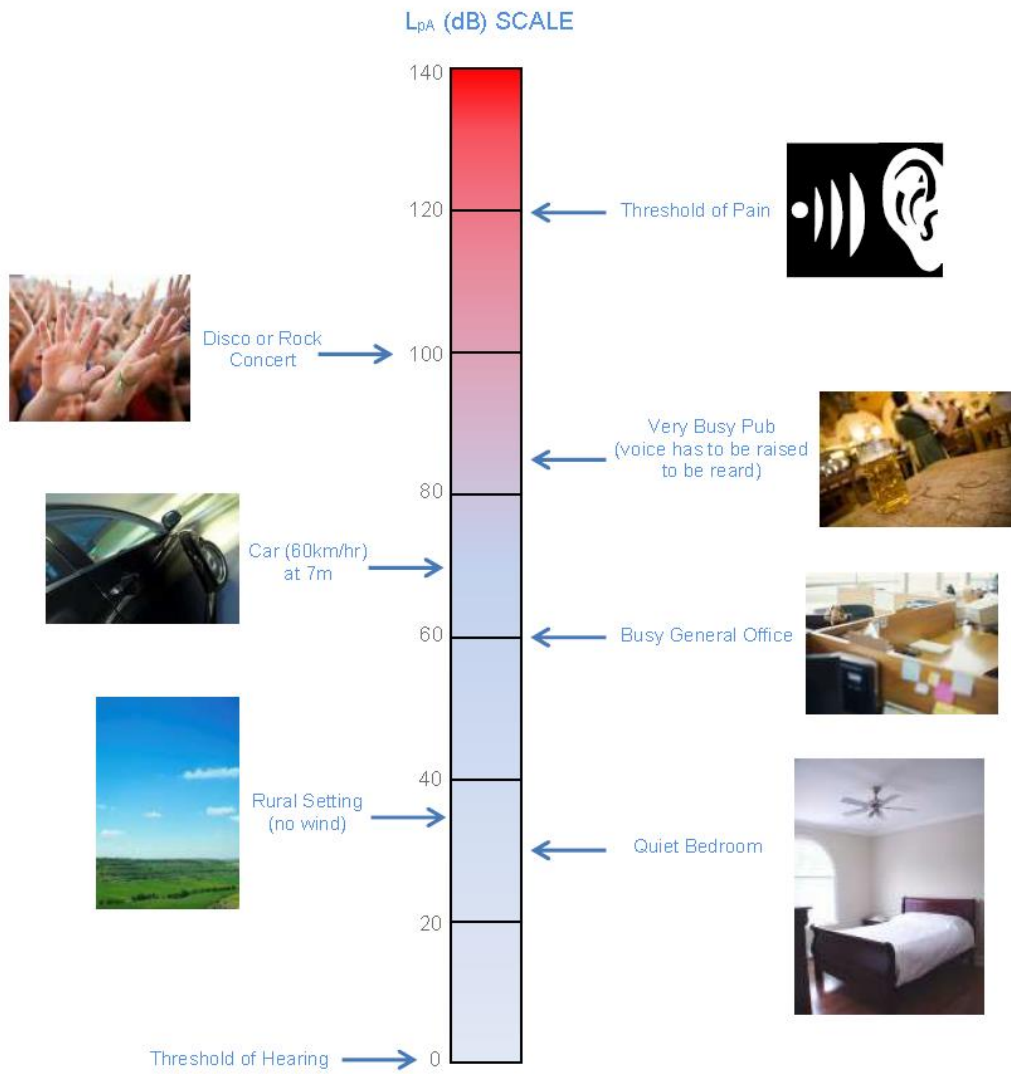 LpA (dB) SCALE
140
120
Threshold of Pain
Disco or Rock
Concert
100
Very Busy Pub
(voice has to be raised
to be reard)
80
Car (60km/hr)
at 7m
60
Busy General Office
40
Rural Setting
(no wind)
Quiet Bedroom
20
Threshold of Hearing
0